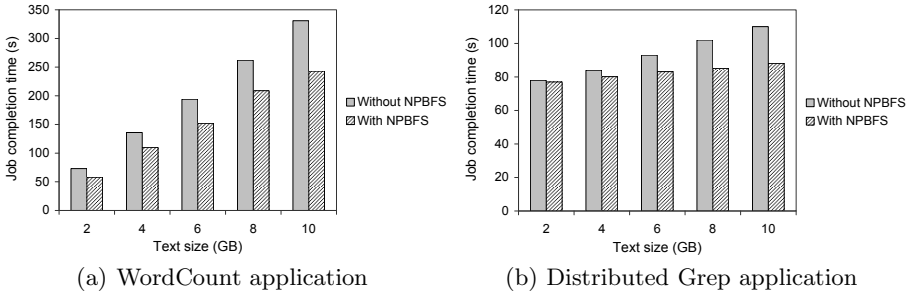 350
300
250
200
150
100
50
0
Job completion time (s)
2 4 6 8 10
Text size (GB)
Without NPBFS
With NPBFS
(a) WordCount application
120
100
80
60
40
20
0
Job completion time (s)
2 4 6 8 10
Text size (GB)
Without NPBFS
With NPBFS
(b) Distributed Grep application